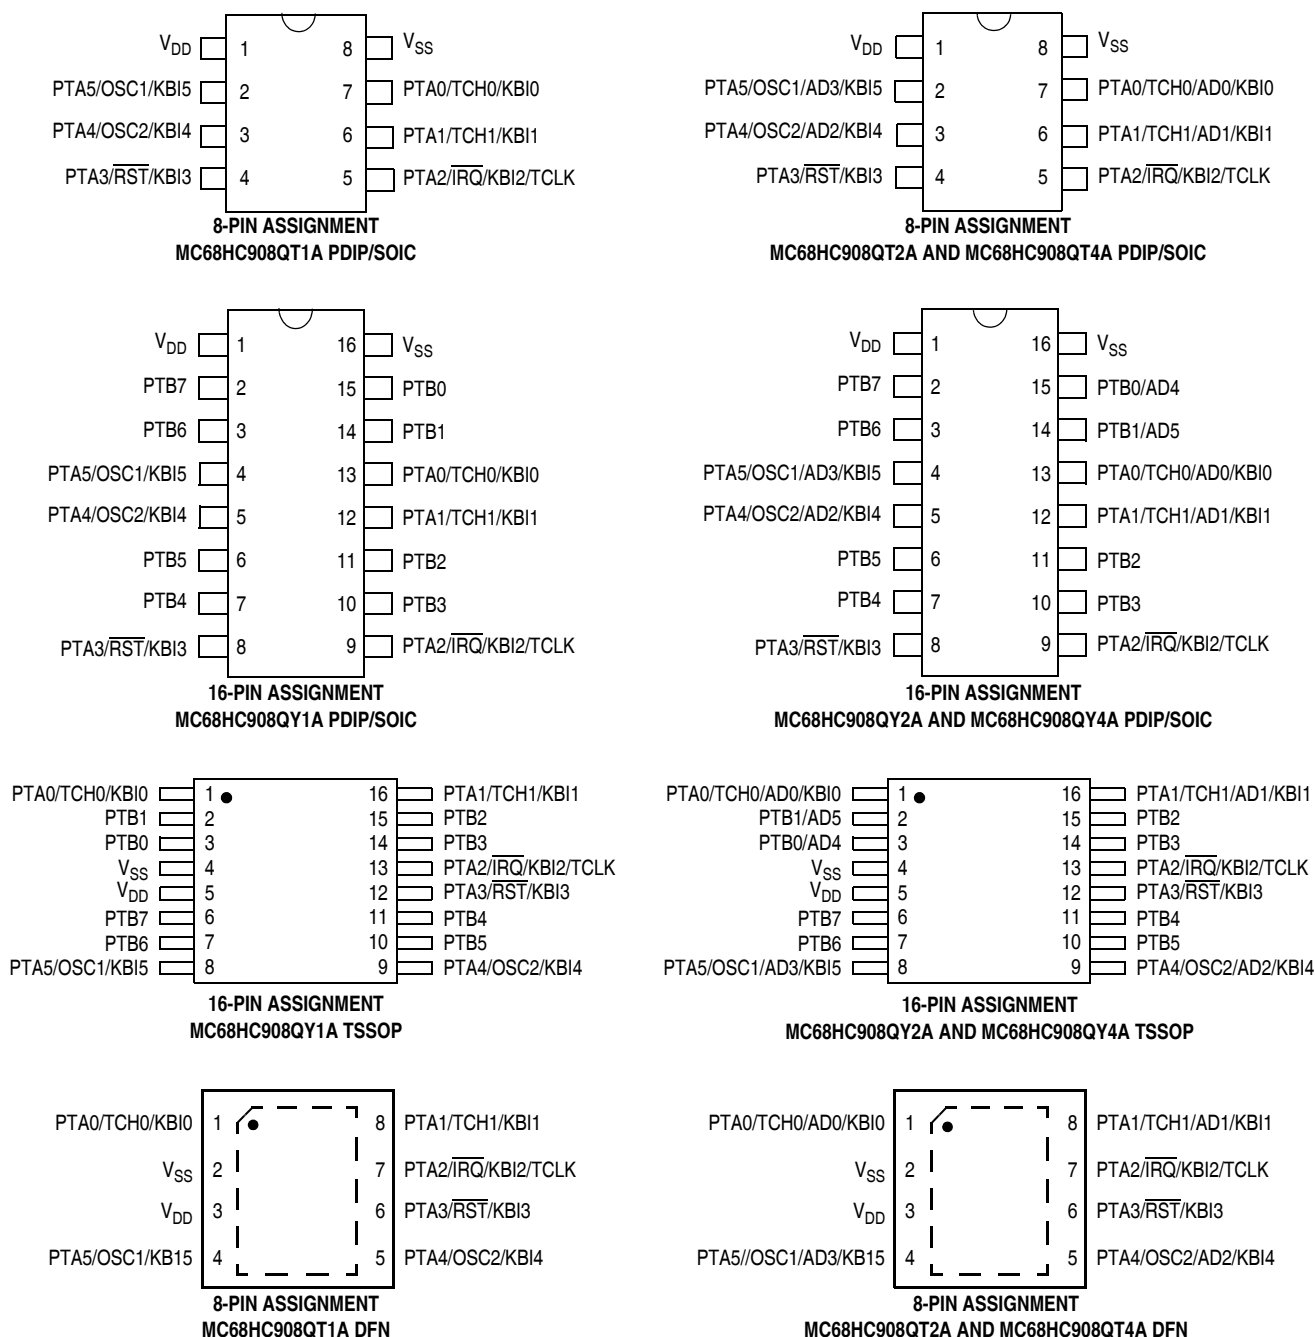 VDD 1 8 VSS
PTA5/OSC1/KBI5 2 7 PTA0/TCH0/KBI0
PTA4/OSC2/KBI4 3 6 PTA1/TCH1/KBI1
PTA3/RST/KBI3 4 5 PTA2/IRQ/KBI2/TCLK
8-PIN ASSIGNMENT
MC68HC908QT1A PDIP/SOIC
VDD 1 8 VSS
PTA5/OSC1/AD3/KBI5 2 7 PTA0/TCH0/AD0/KBI0
PTA4/OSC2/AD2/KBI4 3 6 PTA1/TCH1/AD1/KBI1
PTA3/RST/KBI3 4 5 PTA2/IRQ/KBI2/TCLK
8-PIN ASSIGNMENT
MC68HC908QT2A AND MC68HC908QT4A PDIP/SOIC
VDD 1 16 VSS
PTB7 2 15 PTB0
PTB6 3 14 PTB1
PTA5/OSC1/KBI5 4 13 PTA0/TCH0/KBI0
PTA4/OSC2/KBI4 5 12 PTA1/TCH1/KBI1
PTB5 6 11 PTB2
PTB4 7 10 PTB3
PTA3/RST/KBI3 8 9 PTA2/IRQ/KBI2/TCLK
16-PIN ASSIGNMENT
MC68HC908QY1A PDIP/SOIC
VDD 1 16 VSS
PTB7 2 15 PTB0/AD4
PTB6 3 14 PTB1/AD5
PTA5/OSC1/AD3/KBI5 4 13 PTA0/TCH0/AD0/KBI0
PTA4/OSC2/AD2/KBI4 5 12 PTA1/TCH1/AD1/KBI1
PTB5 6 11 PTB2
PTB4 7 10 PTB3
PTA3/RST/KBI3 8 9 PTA2/IRQ/KBI2/TCLK
16-PIN ASSIGNMENT
MC68HC908QY2A AND MC68HC908QY4A PDIP/SOIC
PTA0/TCH0/KBI0 1 16 PTA1/TCH1/KBI1
PTB1 2 15 PTB2
PTB0 3 14 PTB3
VSS 4 13 PTA2/IRQ/KBI2/TCLK
VDD 5 12 PTA3/RST/KBI3
PTB7 6 11 PTB4
PTB6 7 10 PTB5
PTA5/OSC1/KBI5 8 9 PTA4/OSC2/KBI4
16-PIN ASSIGNMENT
MC68HC908QY1A TSSOP
PTA0/TCH0/AD0/KBI0 1 16 PTA1/TCH1/AD1/KBI1
PTB1/AD5 2 15 PTB2
PTB0/AD4 3 14 PTB3
VSS 4 13 PTA2/IRQ/KBI2/TCLK
VDD 5 12 PTA3/RST/KBI3
PTB7 6 11 PTB4
PTB6 7 10 PTB5
PTA5/OSC1/AD3/KBI5 8 9 PTA4/OSC2/AD2/KBI4
16-PIN ASSIGNMENT
MC68HC908QY2A AND MC68HC908QY4A TSSOP
PTA0/TCH0/KBI0 1 8 PTA1/TCH1/KBI1
VSS 2 7 PTA2/IRQ/KBI2/TCLK
VDD 3 6 PTA3/RST/KBI3
PTA5/OSC1/KB15 4 5 PTA4/OSC2/KBI4
8-PIN ASSIGNMENT
MC68HC908QT1A DFN
PTA0/TCH0/AD0/KBI0 1 8 PTA1/TCH1/AD1/KBI1
VSS 2 7 PTA2/IRQ/KBI2/TCLK
VDD 3 6 PTA3/RST/KBI3
PTA5//OSC1/AD3/KB15 4 5 PTA4/OSC2/AD2/KBI4
8-PIN ASSIGNMENT
MC68HC908QT2A AND MC68HC908QT4A DFN